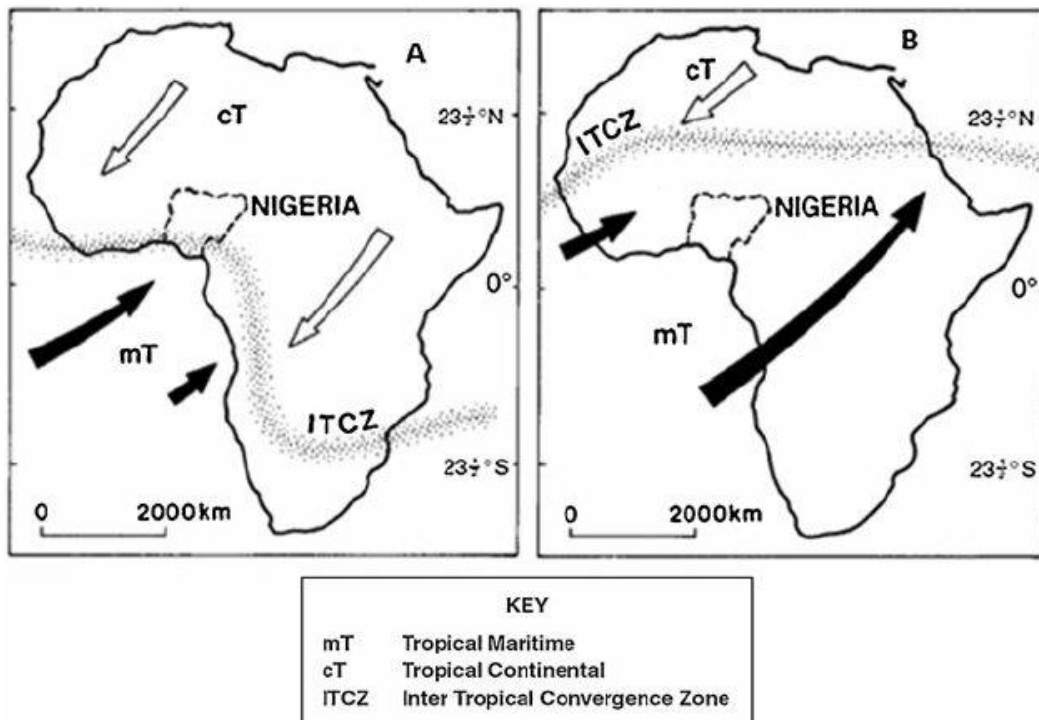 A
cT
23½°N
NIGERIA
0°
mT
ITCZ
23½°S
0 2000km
B
cT
ITCZ
23½°N
NIGERIA
0°
mT
23½°S
0 2000km
KEY
mT Tropical Maritime
cT Tropical Continental
ITCZ Inter Tropical Convergence Zone